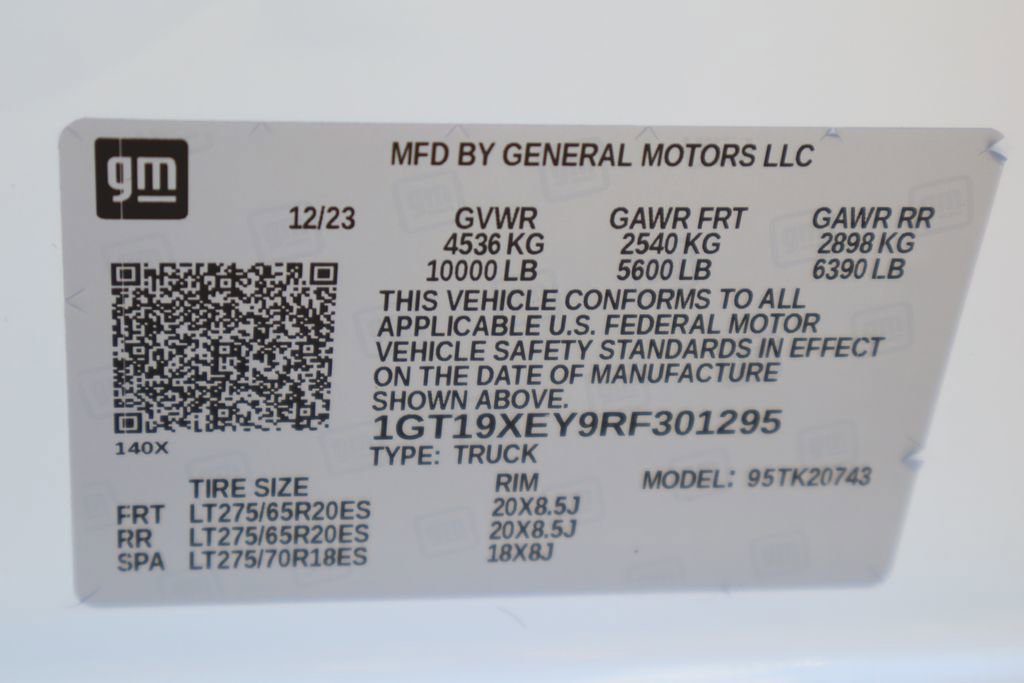 gm
MFD BY GENERAL MOTORS LLC
12/23 GVWR GAWR FRT GAWR RR
4536 KG 2540 KG 2898 KG
10000 LB 5600 LB 6390 LB
THIS VEHICLE CONFORMS TO ALL
APPLICABLE U.S. FEDERAL MOTOR
VEHICLE SAFETY STANDARDS IN EFFECT
ON THE DATE OF MANUFACTURE
SHOWN ABOVE.
1GT19XEY9RF301295
140X
TYPE: TRUCK
TIRE SIZE RIM MODEL: 95TK20743
FRT LT275/65R20ES 20X8.5J
RR LT275/65R20ES 20X8.5J
SPA LT275/70R18ES 18X8J